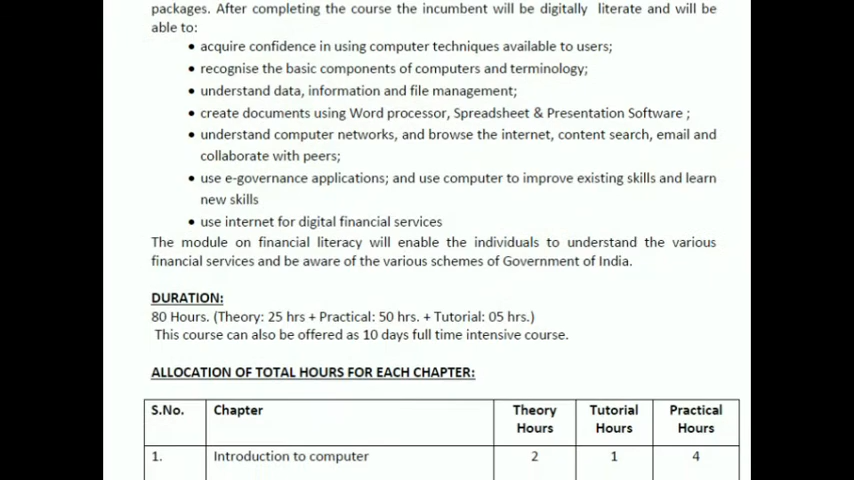 packages. After completing the course the incumbent will be digitally literate and will be
able to:
• acquire confidence in using computer techniques available to users;
• recognise the basic components of computers and terminology;
• understand data, information and file management;
• create documents using Word processor, Spreadsheet & Presentation Software ;
• understand computer networks, and browse the internet, content search, email and
collaborate with peers;
• use e-governance applications; and use computer to improve existing skills and learn
new skills
• use internet for digital financial services
The module on financial literacy will enable the individuals to understand the various
financial services and be aware of the various schemes of Government of India.
DURATION:
80 Hours. (Theory: 25 hrs + Practical: 50 hrs. + Tutorial: 05 hrs.)
This course can also be offered as 10 days full time intensive course.
ALLOCATION OF TOTAL HOURS FOR EACH CHAPTER:
S.No. Chapter Theory Hours Tutorial Hours Practical Hours
1. Introduction to computer 2 1 4